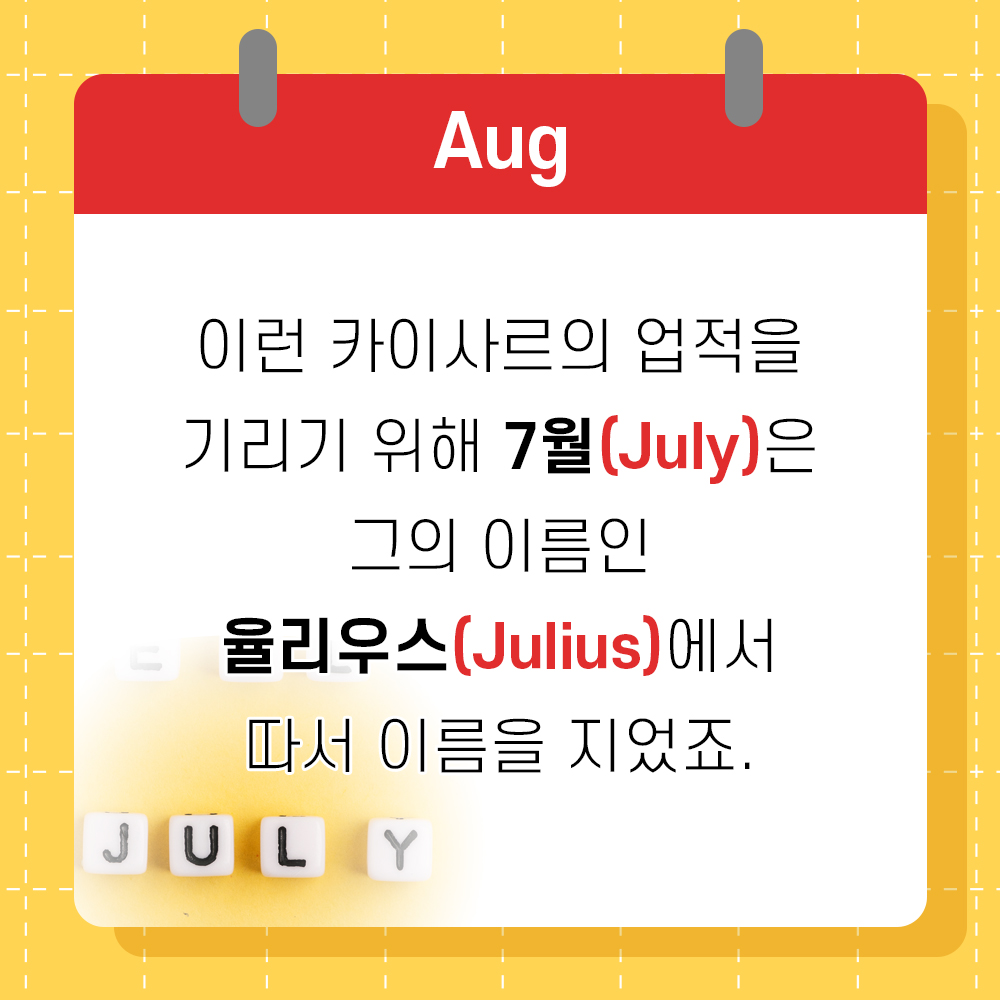 Aug
이런 카이사르의 업적을
기리기 위해 7월(July)은
그의 이름인
율리우스(Julius)에서
따서 이름을 지었죠.
JULY